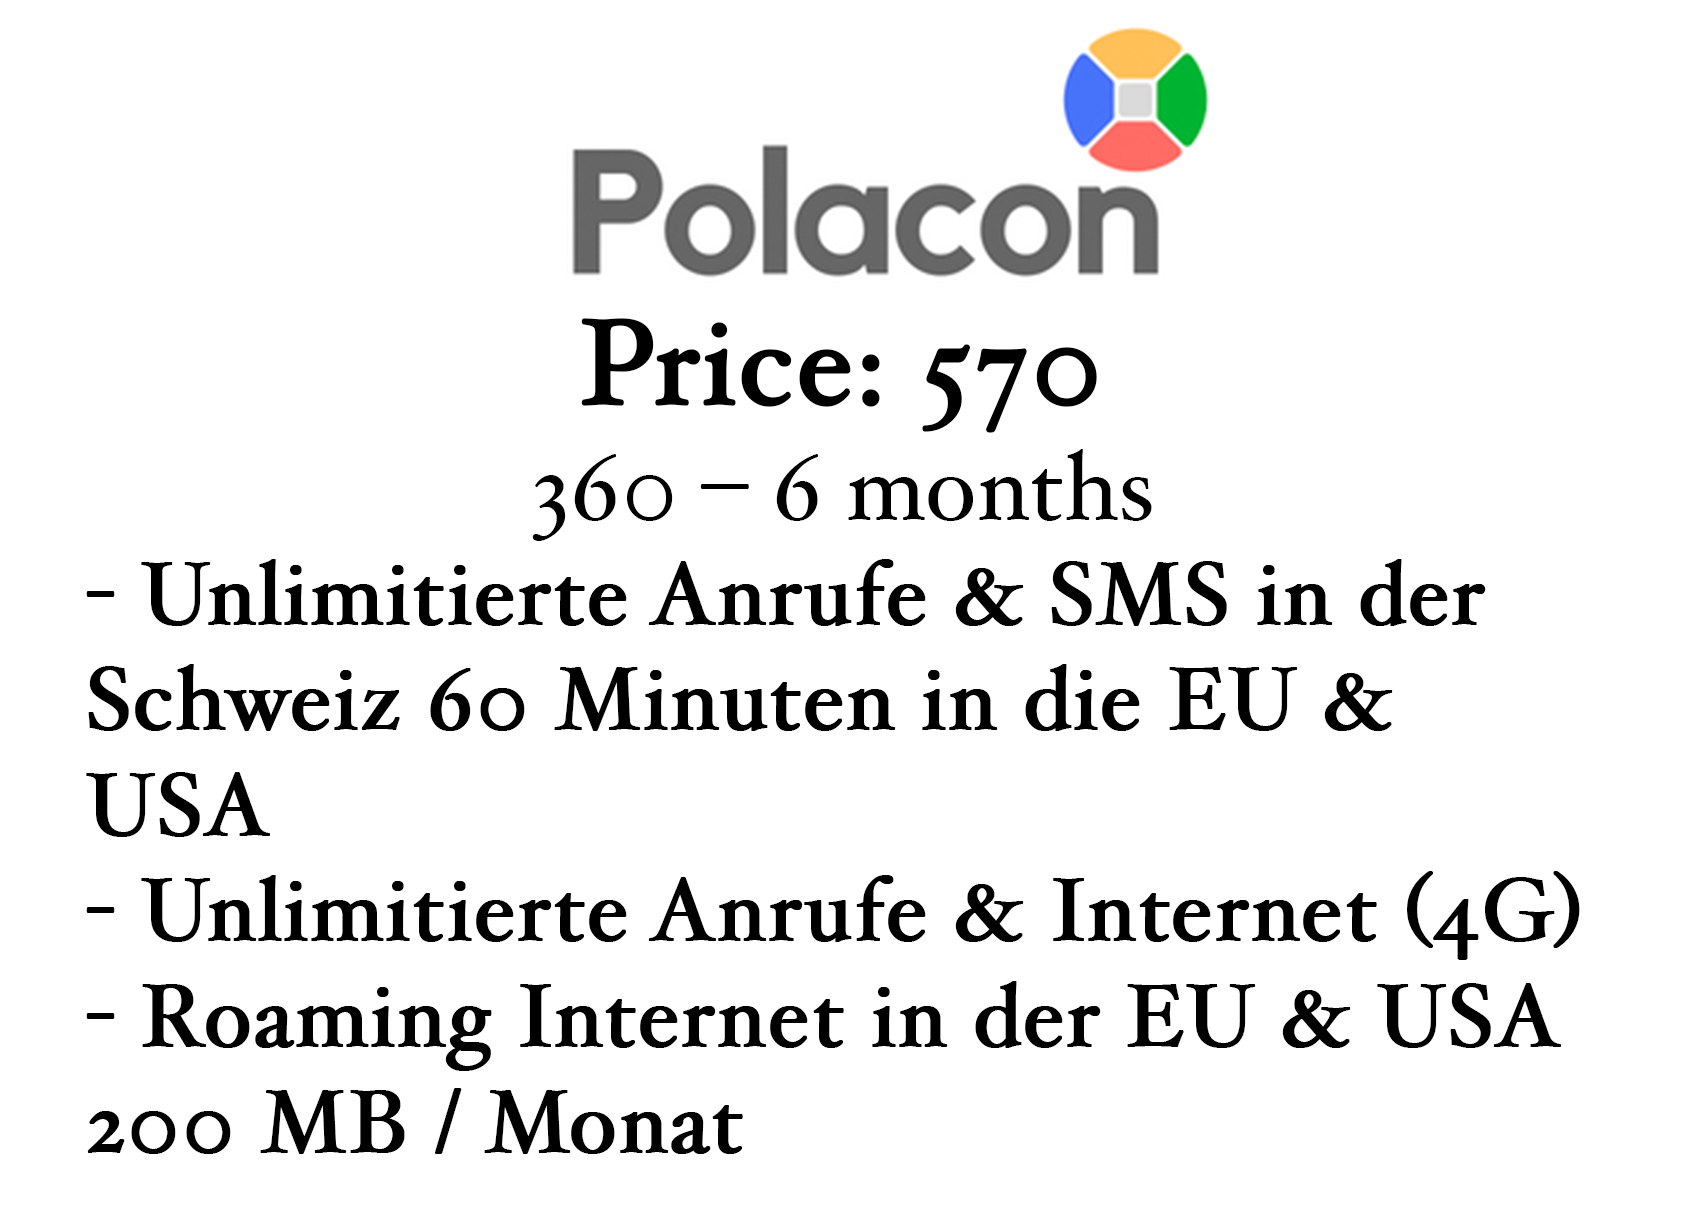 Polacon
Price: 570
360 – 6 months
- Unlimitierte Anrufe & SMS in der
Schweiz 60 Minuten in die EU &
USA
- Unlimitierte Anrufe & Internet (4G)
- Roaming Internet in der EU & USA
200 MB / Monat